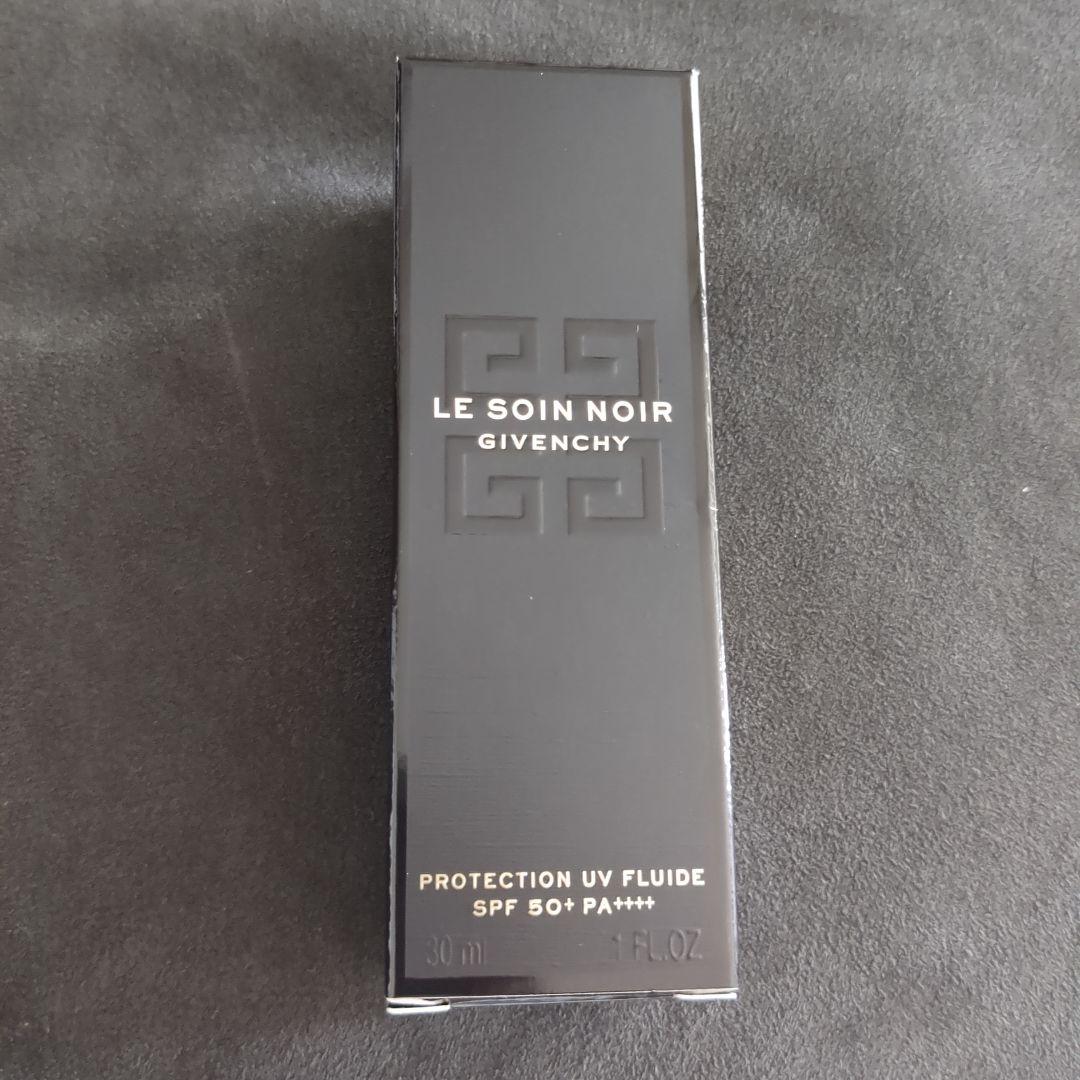 LE SOIN NOIR
GIVENCHY
PROTECTION UV FLUIDE
SPF 50+ PA++++
30 ml 1 FL.OZ